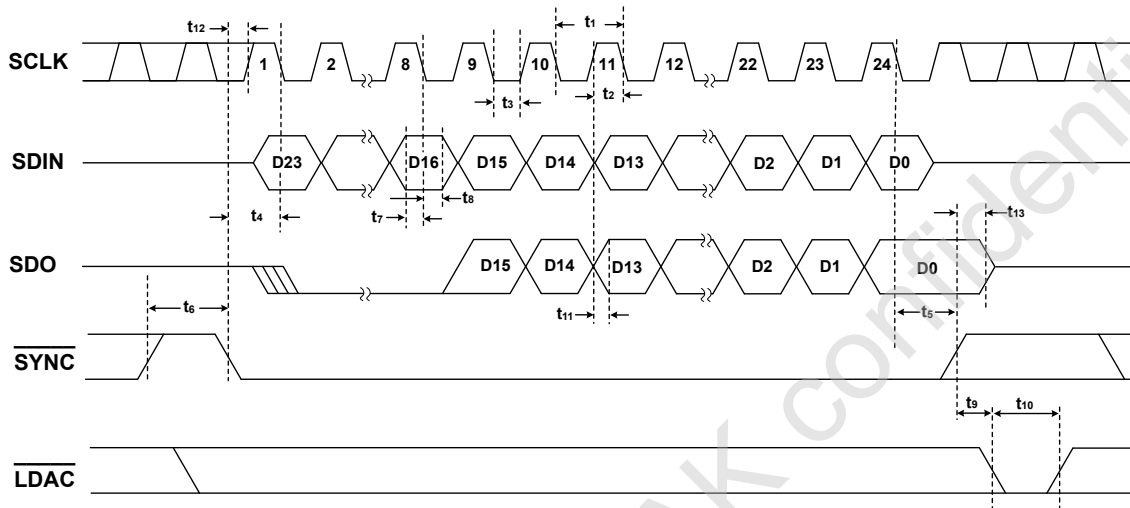 t12
t1
SCLK
1 2 8 9 10 11 12 22 23 24
t3
t2
SDIN
D23 D16 D15 D14 D13 D2 D1 D0
t4
t7
t8
t13
SDO
D15 D14 D13 D2 D1 D0
t6
t11
t5
SYNC
t9
t10
LDAC
K confidenti